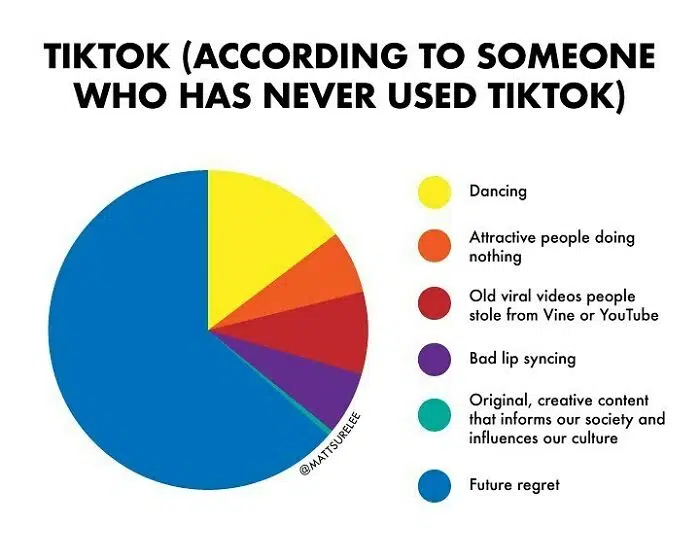 TIKTOK (ACCORDING TO SOMEONE
WHO HAS NEVER USED TIKTOK)
Dancing
Attractive people doing
nothing
Old viral videos people
stole from Vine or YouTube
Bad lip syncing
Original, creative content
that informs our society and
influences our culture
Future regret
@MATTSURELEE